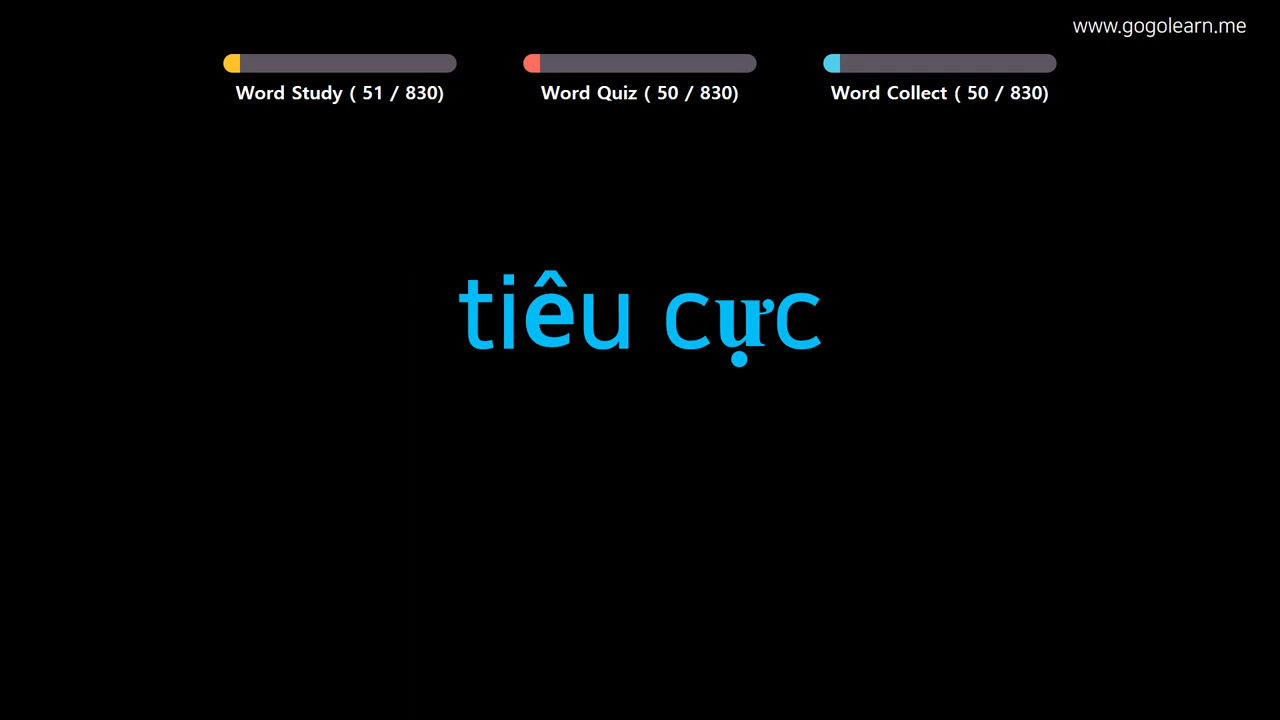 www.gogolearn.me
Word Study ( 51 / 830)
Word Quiz ( 50 / 830)
Word Collect ( 50 / 830)
tiêu cực